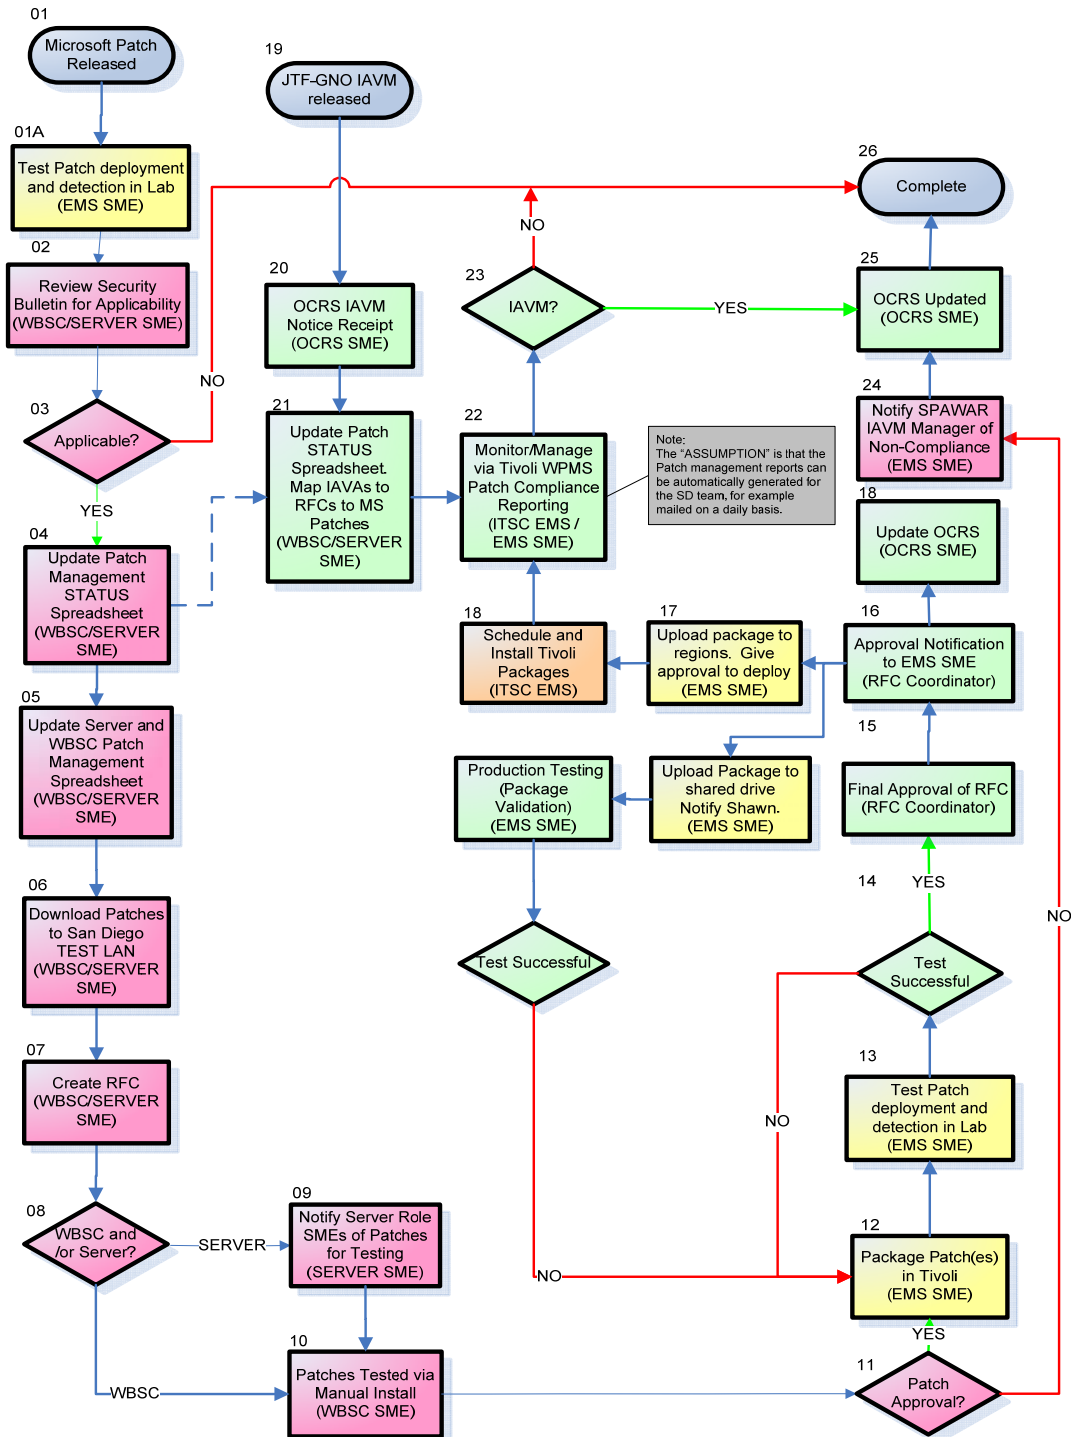 01
Microsoft Patch
Released
19
JTF-GNO IAVM
released
01A
Test Patch deployment
and detection in Lab
(EMS SME)
26
Complete
02
Review Security
Bulletin for Applicability
(WBSC/SERVER SME)
20
OCRS IAVM
Notice Receipt
(OCRS SME)
23
IAVM?
NO
YES
25
OCRS Updated
(OCRS SME)
03
Applicable?
NO
YES
21
Update Patch
STATUS
Spreadsheet.
Map IAVAs to
RFCs to MS
Patches
(WBSC/SERVER
SME)
22
Monitor/Manage
via Tivoli WPMS
Patch Compliance
Reporting
(ITSC EMS /
EMS SME)
Note:
The "ASSUMPTION" is that the
Patch management reports can
be automatically generated for
the SD team, for example
mailed on a daily basis.
24
Notify SPAWAR
IAVM Manager of
Non-Compliance
(EMS SME)
18
Update OCRS
(OCRS SME)
04
Update Patch
Management
STATUS
Spreadsheet
(WBSC/SERVER
SME)
18
Schedule and
Install Tivoli
Packages
(ITSC EMS)
17
Upload package to
regions. Give
approval to deploy
(EMS SME)
16
Approval Notification
to EMS SME
(RFC Coordinator)
05
Update Server and
WBSC Patch
Management
Spreadsheet
(WBSC/SERVER
SME)
Production Testing
(Package
Validation)
(EMS SME)
Upload Package to
shared drive
Notify Shawn.
(EMS SME)
15
Final Approval of RFC
(RFC Coordinator)
06
Download Patches
to San Diego
TEST LAN
(WBSC/SERVER
SME)
Test Successful
14
YES
Test
Successful
NO
NO
07
Create RFC
(WBSC/SERVER
SME)
13
Test Patch
deployment and
detection in Lab
(EMS SME)
NO
08
WBSC and
/or Server?
SERVER
09
Notify Server Role
SMEs of Patches
for Testing
(SERVER SME)
12
Package Patch(es)
in Tivoli
(EMS SME)
YES
WBSC
10
Patches Tested via
Manual Install
(WBSC SME)
11
Patch
Approval?